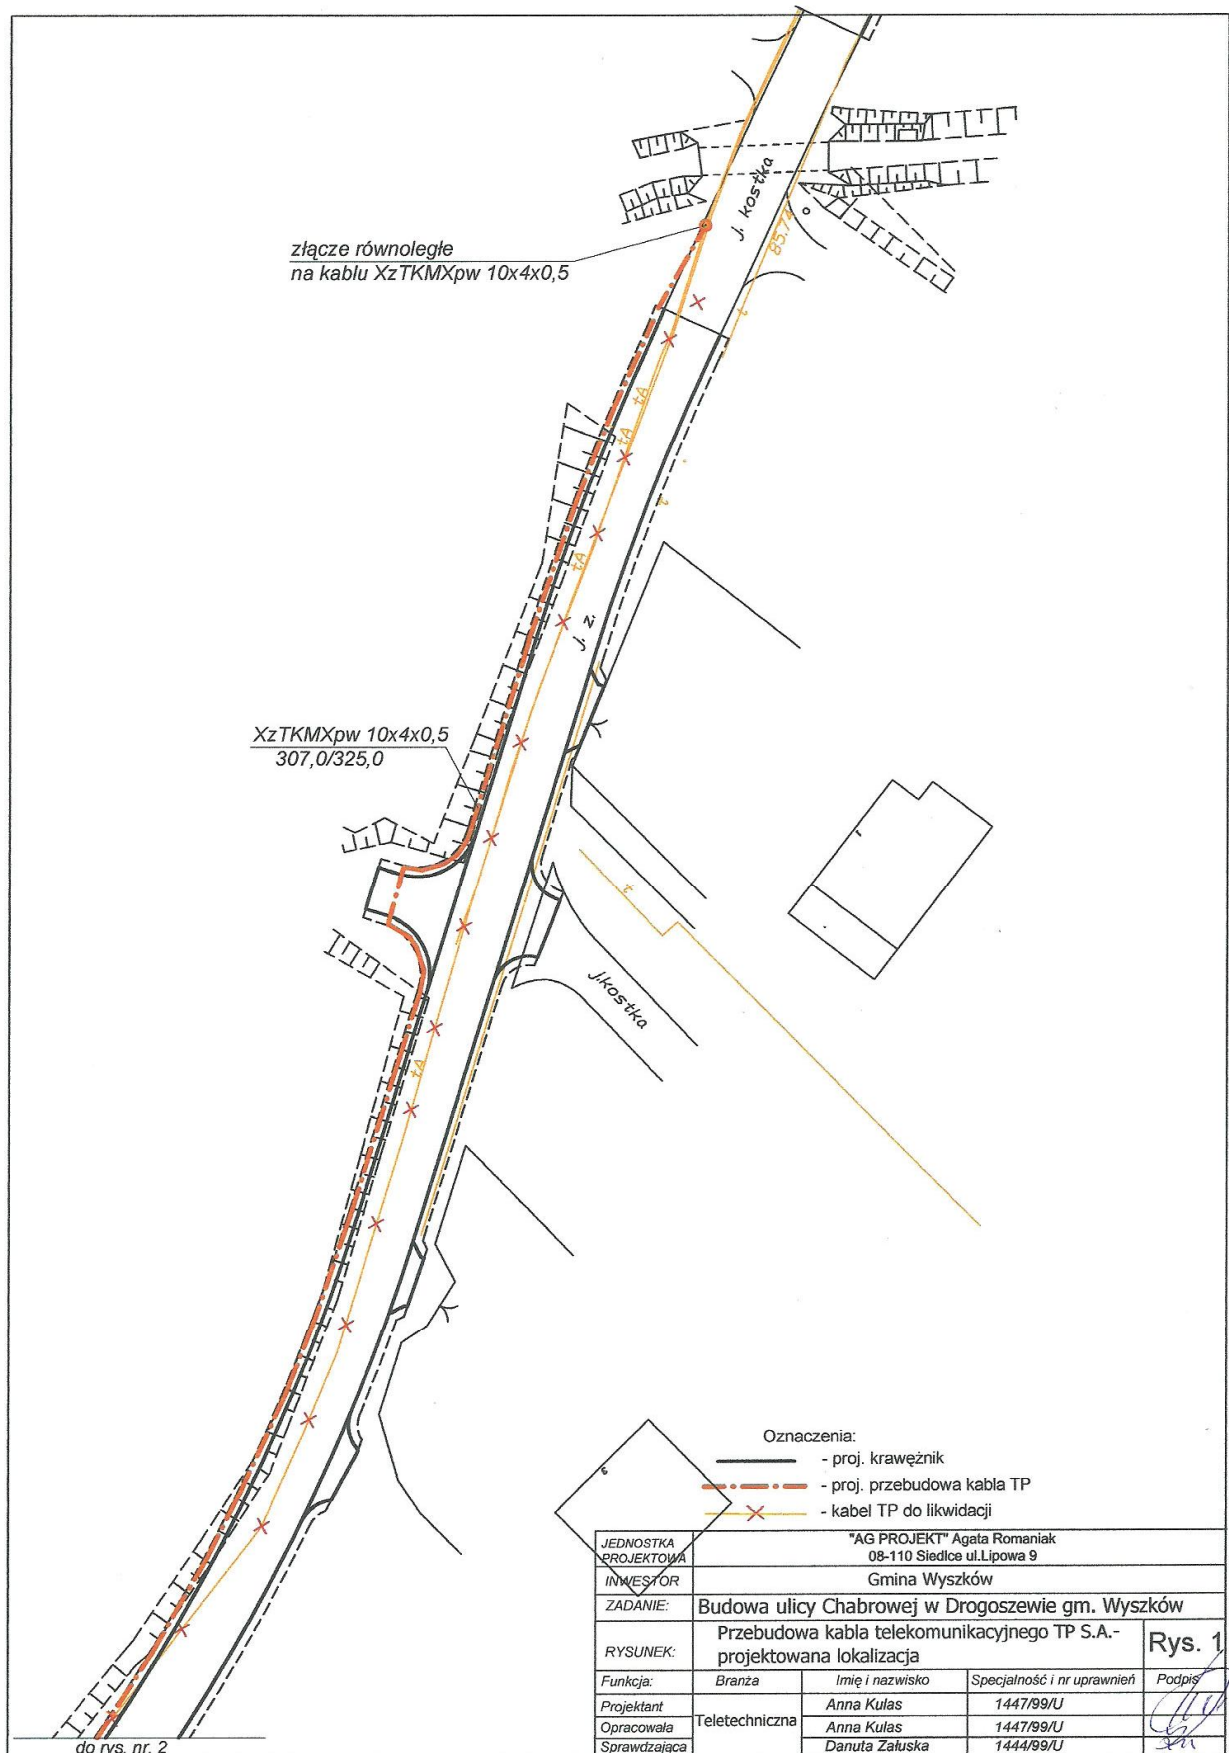 j. kostka
85.74
złącze równoległe
na kablu XzTKMXpw 10x4x0,5
t
tA
tA
t
tA
j. ż.
XzTKMXpw 10x4x0,5
307,0/325,0
t
j.kostka
tA
Oznaczenia:
- proj. krawężnik
- proj. przebudowa kabla TP
- kabel TP do likwidacji
JEDNOSTKA PROJEKTOWA
"AG PROJEKT" Agata Romaniak
08-110 Siedlce ul.Lipowa 9
INWESTOR Gmina Wyszków
ZADANIE: Budowa ulicy Chabrowej w Drogoszewie gm. Wyszków
RYSUNEK: Przebudowa kabla telekomunikacyjnego TP S.A.-
projektowana lokalizacja
Rys. 1
Funkcja: Branża Imię i nazwisko Specjalność i nr uprawnień Podpis
Projektant Teletechniczna Anna Kulas 1447/99/U
Opracowała Anna Kulas 1447/99/U
Sprawdzająca Danuta Załuska 1444/99/U
do rys. nr. 2